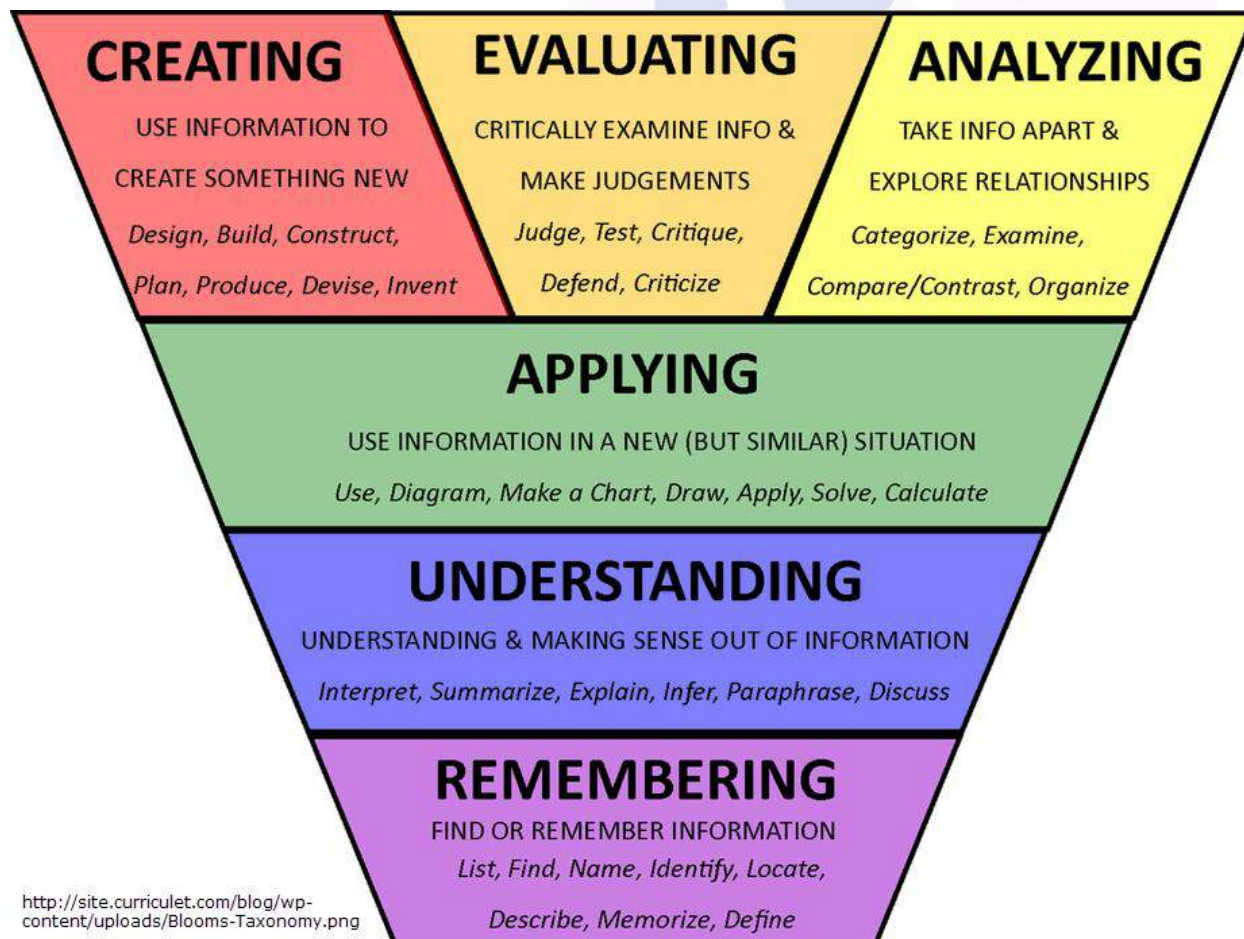 CREATING
USE INFORMATION TO
CREATE SOMETHING NEW
Design, Build, Construct,
Plan, Produce, Devise, Invent
EVALUATING
CRITICALLY EXAMINE INFO &
MAKE JUDGEMENTS
Judge, Test, Critique,
Defend, Criticize
ANALYZING
TAKE INFO APART &
EXPLORE RELATIONSHIPS
Categorize, Examine,
Compare/Contrast, Organize
APPLYING
USE INFORMATION IN A NEW (BUT SIMILAR) SITUATION
Use, Diagram, Make a Chart, Draw, Apply, Solve, Calculate
UNDERSTANDING
UNDERSTANDING & MAKING SENSE OUT OF INFORMATION
Interpret, Summarize, Explain, Infer, Paraphrase, Discuss
REMEMBERING
FIND OR REMEMBER INFORMATION
List, Find, Name, Identify, Locate,
Describe, Memorize, Define
http://site.curriculet.com/blog/wp-
content/uploads/Blooms-Taxonomy.png